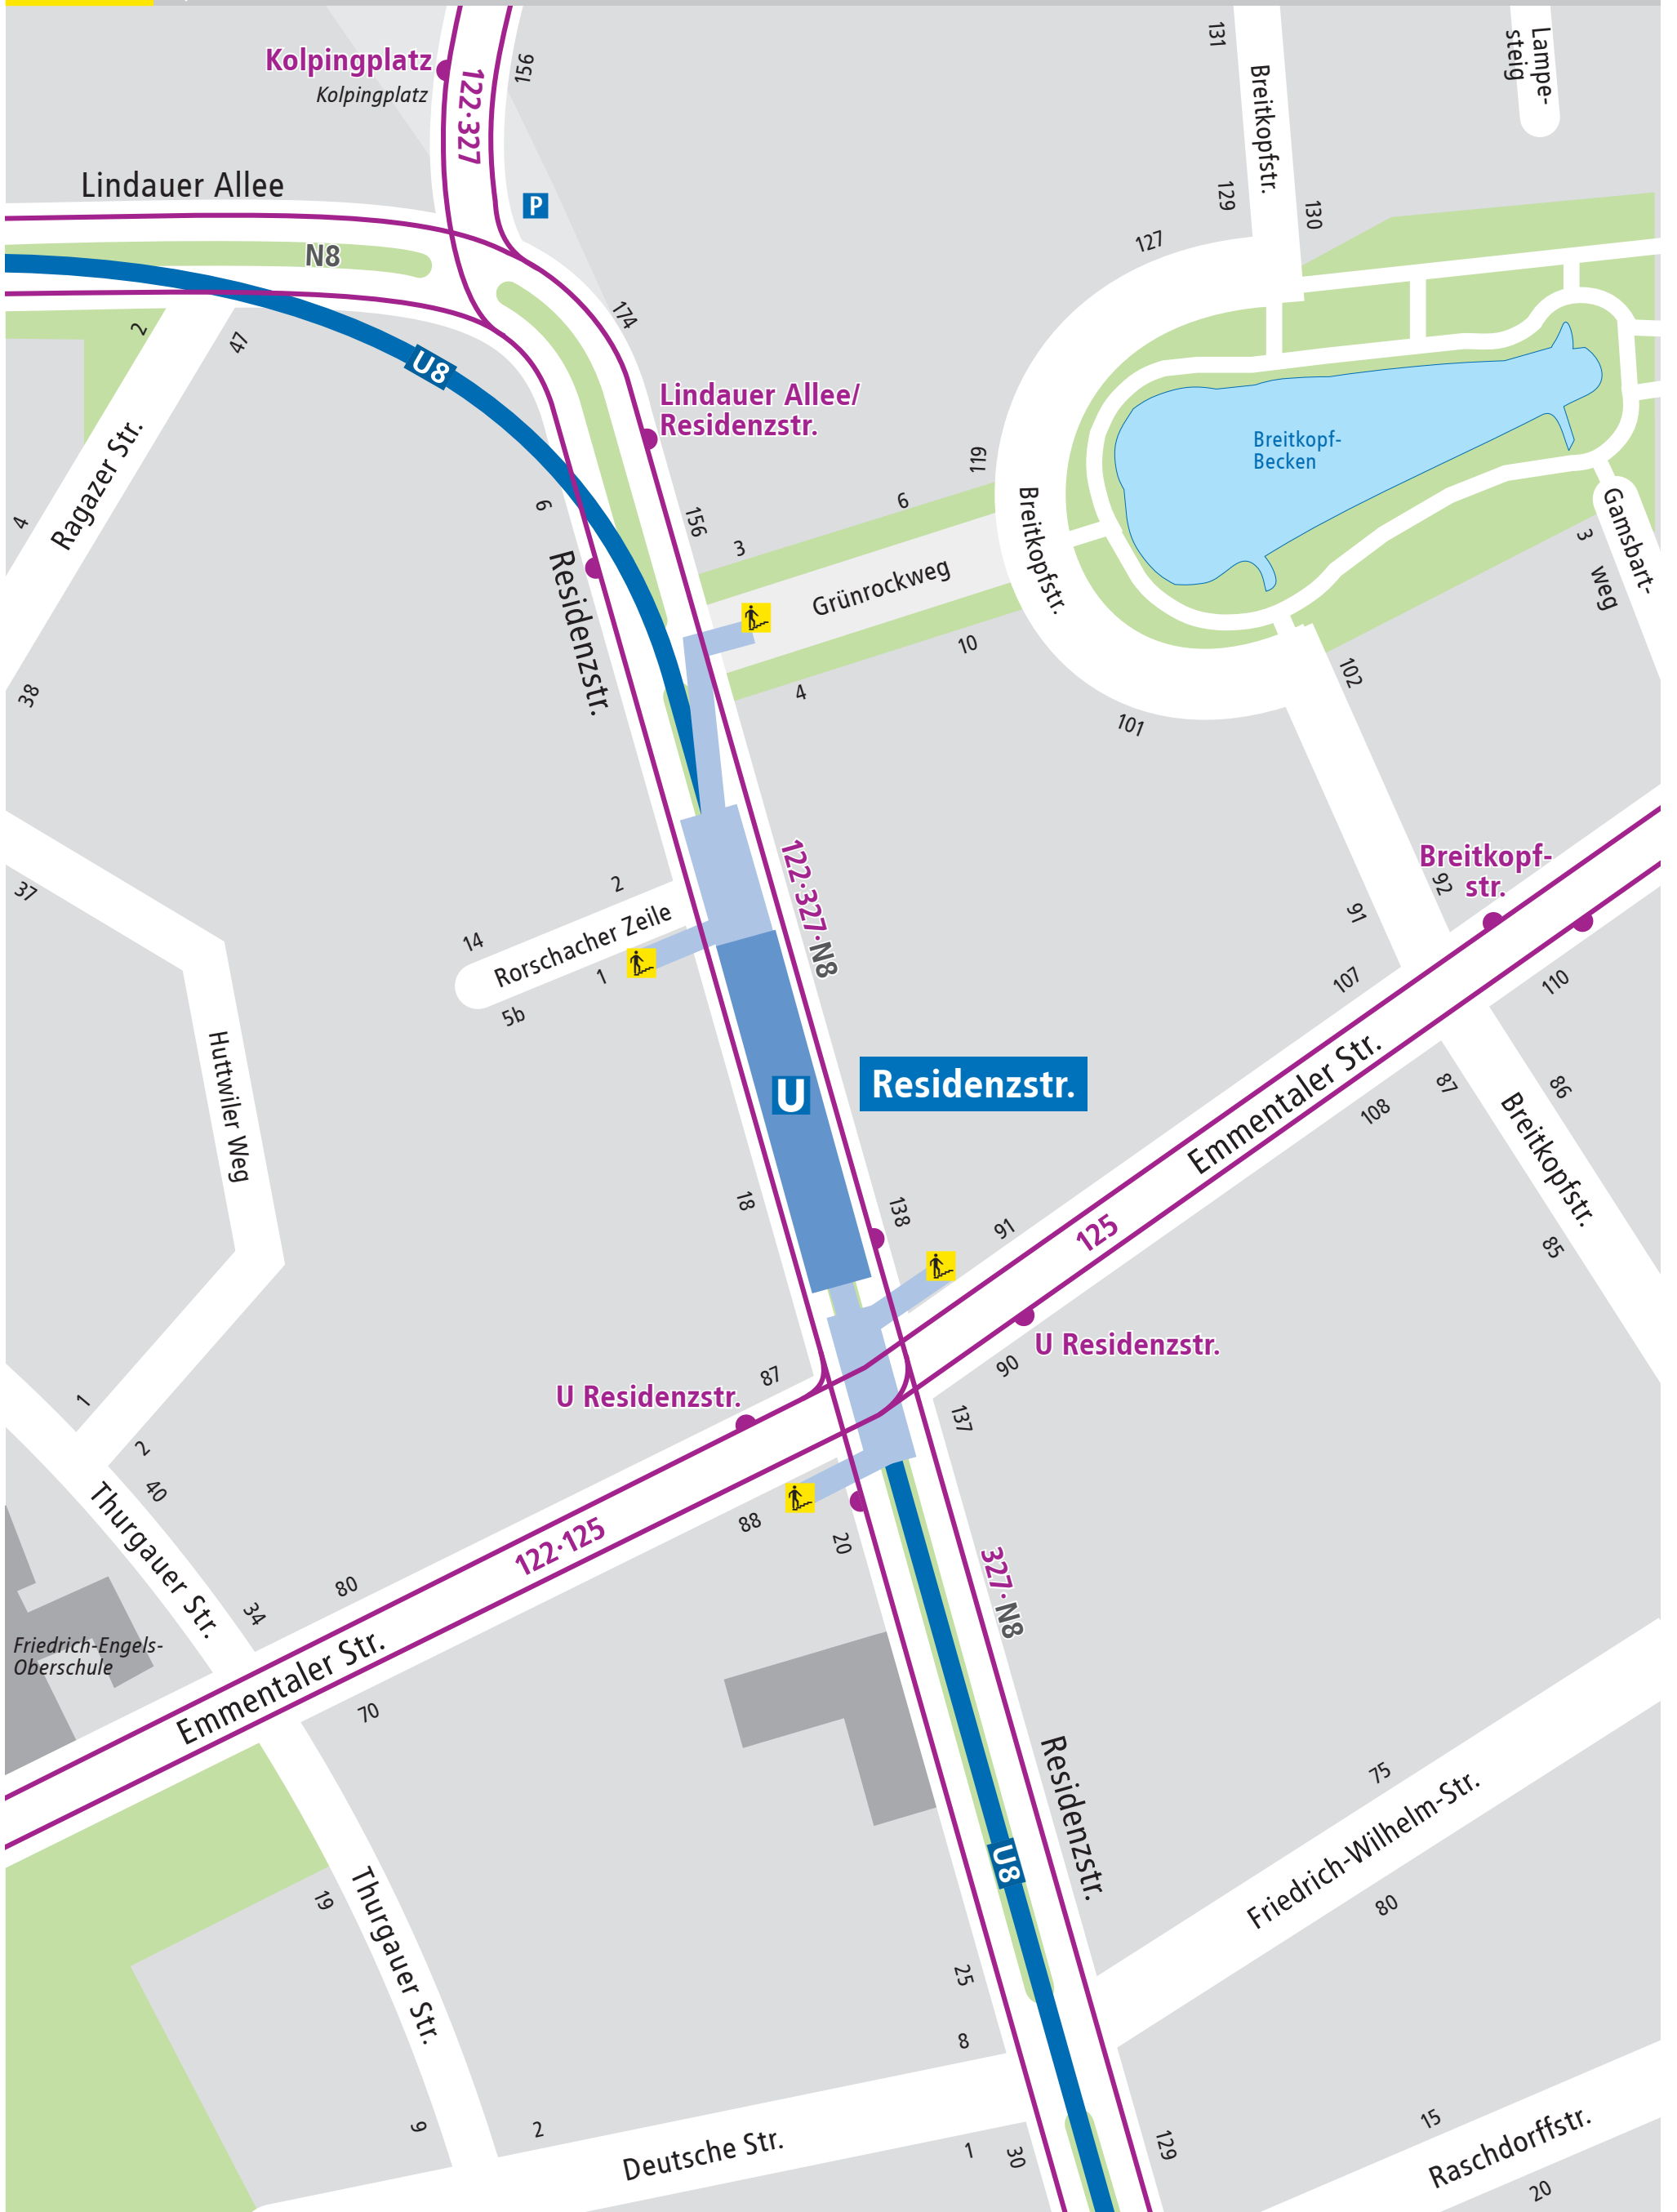 Kolpingplatz
Kolpingplatz
122·327
156
131
Breitkopfstr.
Lampe-
steig
Lindauer Allee
P
129
130
127
N8
2
47
174
U8
Lindauer Allee/
Residenzstr.
Ragazer Str.
4
6
156
3
6
119
Breitkopfstr.
Breitkopf-
Becken
Gamsbart-
weg
3
Grünrockweg
Residenzstr.
10
4
38
101
102
122·327·N8
Breitkopf-
str.
92
91
37
2
14
Rorschacher Zeile
1
5b
107
110
Huttwiler Weg
U
Residenzstr.
Emmentaler Str.
108
87
86
Breitkopfstr.
85
18
138
91
125
U Residenzstr.
90
87
U Residenzstr.
137
1
2
40
Thurgauer Str.
34
88
20
122·125
80
327·N8
Friedrich-Engels-
Oberschule
Emmentaler Str.
70
Residenzstr.
75
Friedrich-Wilhelm-Str.
80
U8
19
Thurgauer Str.
25
8
9
2
Deutsche Str.
1
30
129
15
Raschdorffstr.
20